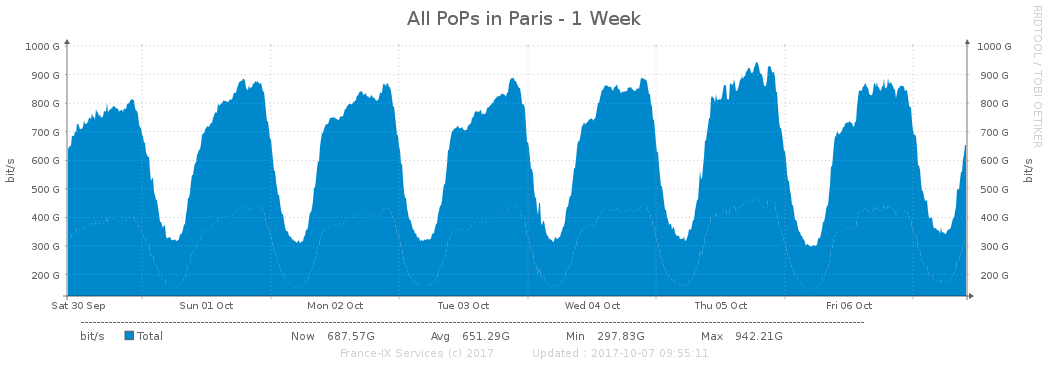 All PoPs in Paris - 1 Week
RRDTOOL / TOBI OETIKER
1000 G 1000 G
900 G 900 G
800 G 800 G
700 G 700 G
600 G 600 G
500 G 500 G
400 G 400 G
300 G 300 G
200 G 200 G
bit/s bit/s
Sat 30 Sep Sun 01 Oct Mon 02 Oct Tue 03 Oct Wed 04 Oct Thu 05 Oct Fri 06 Oct
bit/s Total Now 687.57G Avg 651.29G Min 297.83G Max 942.21G
France-IX Services (c) 2017 Updated : 2017-10-07 09:55:11